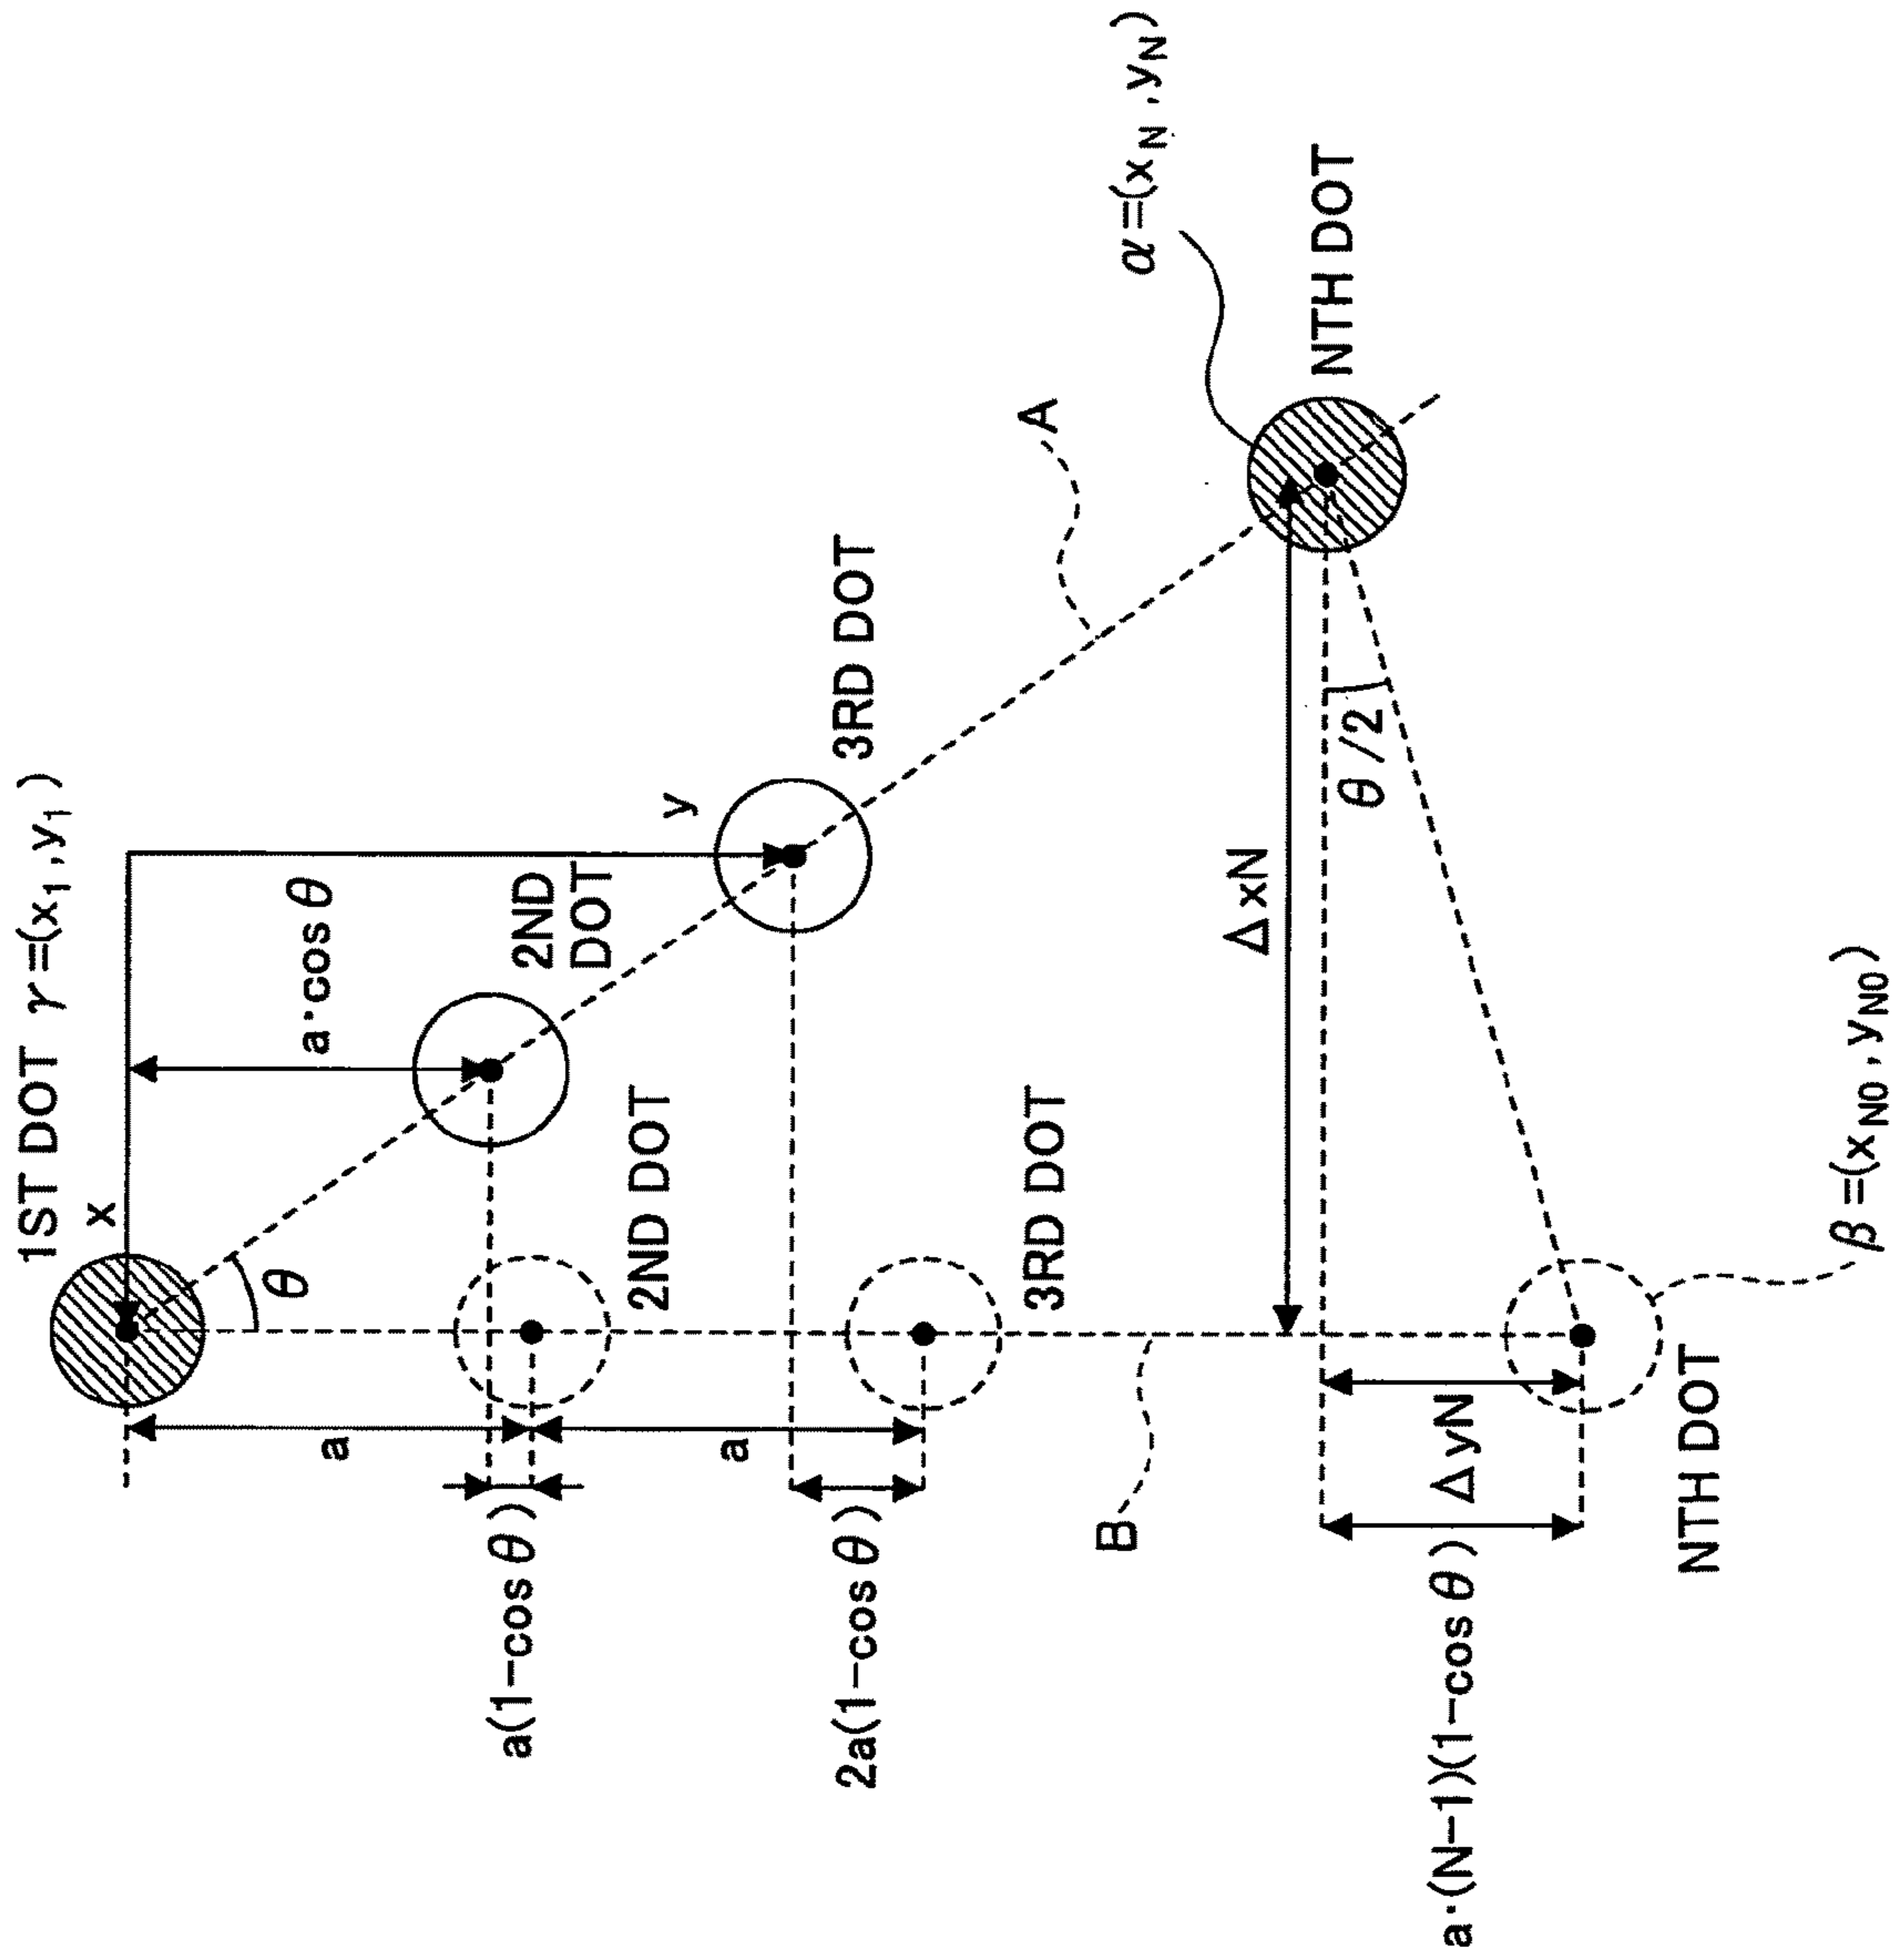 1ST DOT γ=(x1,y1)
x
θ
a·cos θ
2ND
DOT
y
3RD DOT
A
α=(xN,yN)
NTH DOT
2ND DOT
3RD DOT
ΔxN
θ/2
a
a
a(1-cos θ)
2a(1-cos θ)
B
ΔyN
a·(N-1)(1-cos θ)
NTH DOT
β=(xN0,yN0)